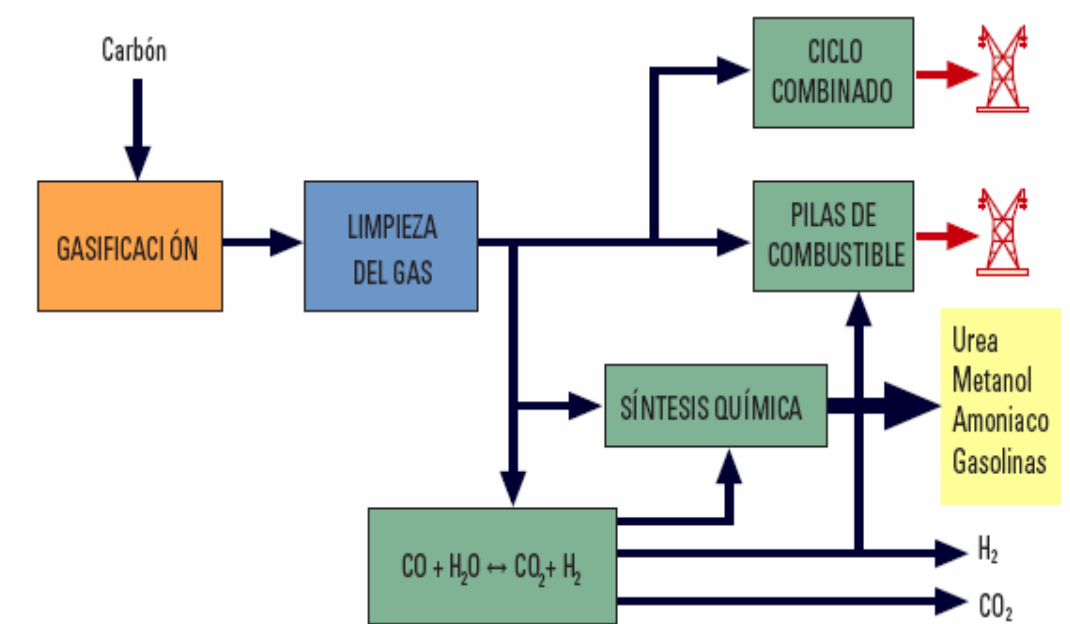 Carbón
GASIFICACI ÓN
LIMPIEZA
DEL GAS
CICLO
COMBINADO
PILAS DE
COMBUSTIBLE
SÍNTESIS QUÍMICA
Urea
Metanol
Amoniaco
Gasolinas
CO + H₂O ↔ CO₂+ H₂
H₂
CO₂